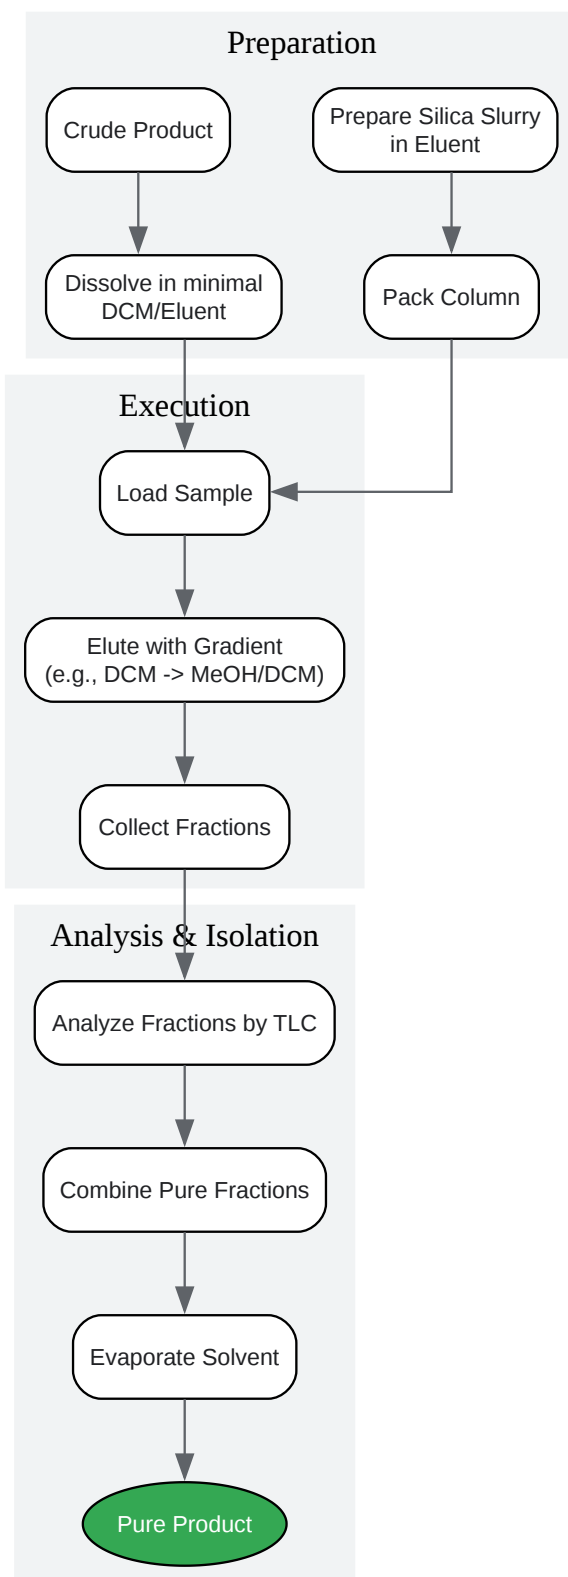 Preparation
Crude Product
Prepare Silica Slurry
in Eluent
Dissolve in minimal
DCM/Eluent
Pack Column
Execution
Load Sample
Elute with Gradient
(e.g., DCM -> MeOH/DCM)
Collect Fractions
Analysis & Isolation
Analyze Fractions by TLC
Combine Pure Fractions
Evaporate Solvent
Pure Product